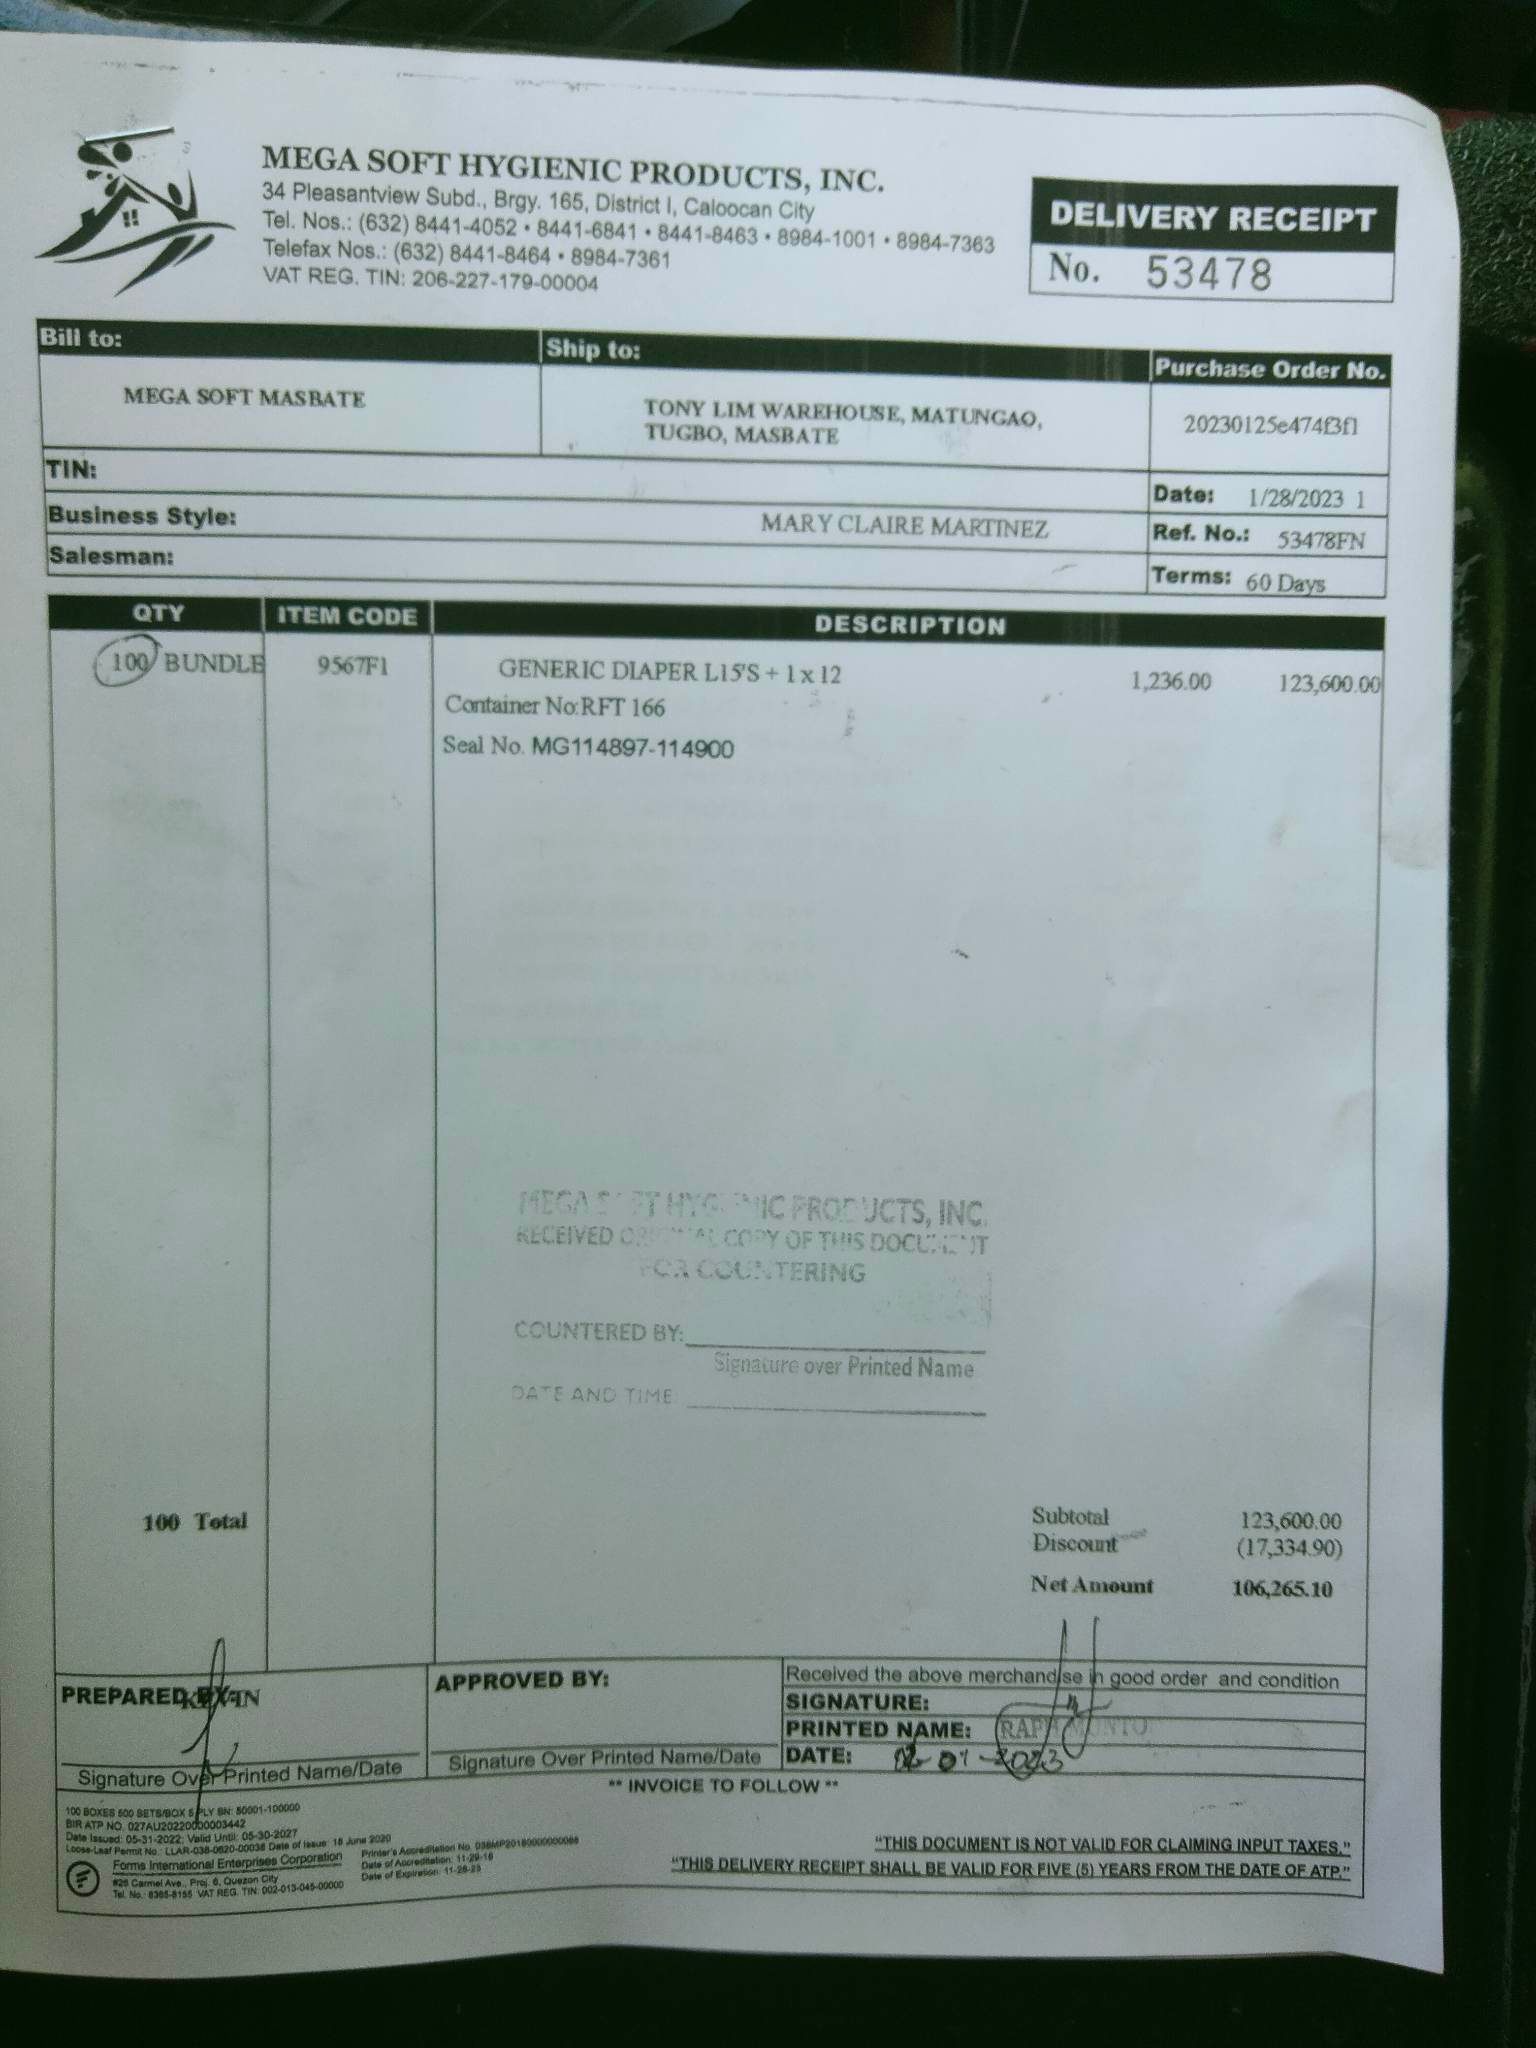 MEGA SOFT HYGIENIC PRODUCTS, INC.
34 Pleasantview Subd., Brgy. 165, District I, Caloocan City
Tel. Nos.: (632) 8441-4052 • 8441-6841 • 8441-8463 • 8984-1001 • 8984-7363
Telefax Nos.: (632) 8441-8464 • 8984-7361
VAT REG. TIN: 206-227-179-00004
DELIVERY RECEIPT
No. 53478
Bill to:
MEGA SOFT MASBATE
Ship to:
TONY LIM WAREHOUSE, MATUNGAO,
TUGBO, MASBATE
Purchase Order No.
20230125e474f3f1
TIN:
Date: 1/28/2023 1
Business Style:
MARY CLAIRE MARTINEZ
Ref. No.: 53478FN
Salesman:
Terms: 60 Days
QTY ITEM CODE DESCRIPTION
100 BUNDLE 9567F1 GENERIC DIAPER L15'S + 1 x 12 1,236.00 123,600.00
Container No:RFT 166
Seal No. MG114897-114900
MEGA SOFT HYGIENIC PRODUCTS, INC.
RECEIVED ORIGINAL COPY OF THIS DOCUMENT
FOR COUNTERING
COUNTERED BY:
Signature over Printed Name
DATE AND TIME
100 Total
Subtotal 123,600.00
Discount (17,334.90)
Net Amount 106,265.10
PREPARED BY:
KEVIN
Signature Over Printed Name/Date
APPROVED BY:
Signature Over Printed Name/Date
Received the above merchandise in good order and condition
SIGNATURE:
PRINTED NAME:
DATE: 02-01-2023
** INVOICE TO FOLLOW **
100 BOXES 500 SETS/BOX 5 PLY SN: 50001-100000
BIR ATP NO. 027AU20220000003442
Date Issued: 05-31-2022; Valid Until: 05-30-2027
Loose-Leaf Permit No.: LLAR-038-0620-00036 Date of Issue: 18 June 2020
Forms International Enterprises Corporation
#26 Carmel Ave., Proj. 6, Quezon City
Tel. No.: 8365-8155 VAT REG. TIN: 002-013-045-00000
Printer's Accreditation No.
Date of Accreditation: 11-29-18
Date of Expiration: 11-28-23
"THIS DOCUMENT IS NOT VALID FOR CLAIMING INPUT TAXES."
"THIS DELIVERY RECEIPT SHALL BE VALID FOR FIVE (5) YEARS FROM THE DATE OF ATP."